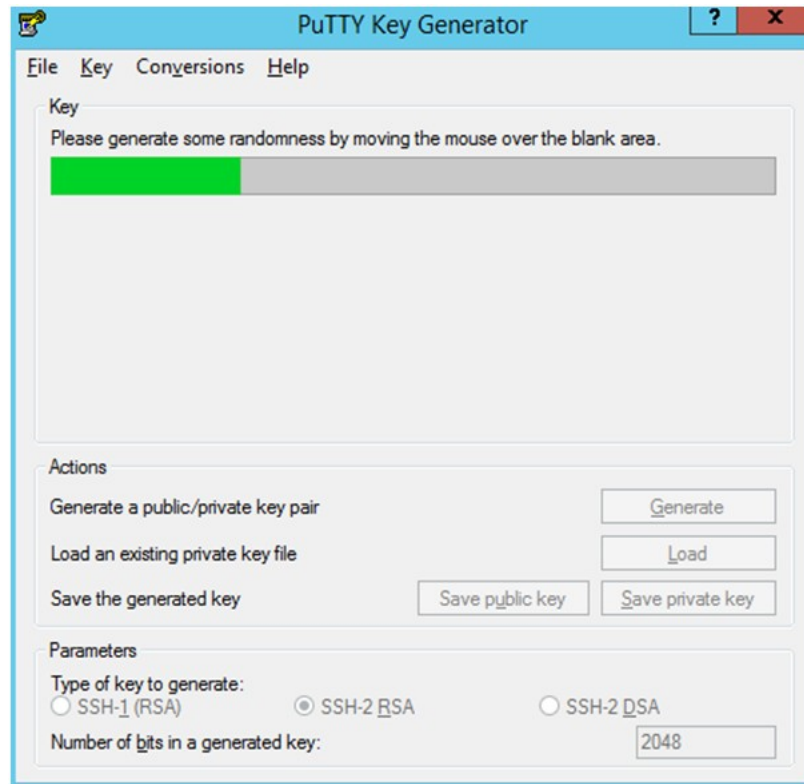 PuTTY Key Generator
? x
File Key Conversions Help
Key
Please generate some randomness by moving the mouse over the blank area.
Actions
Generate a public/private key pair Generate
Load an existing private key file Load
Save the generated key Save public key Save private key
Parameters
Type of key to generate:
SSH-1 (RSA) SSH-2 RSA SSH-2 DSA
Number of bits in a generated key: 2048